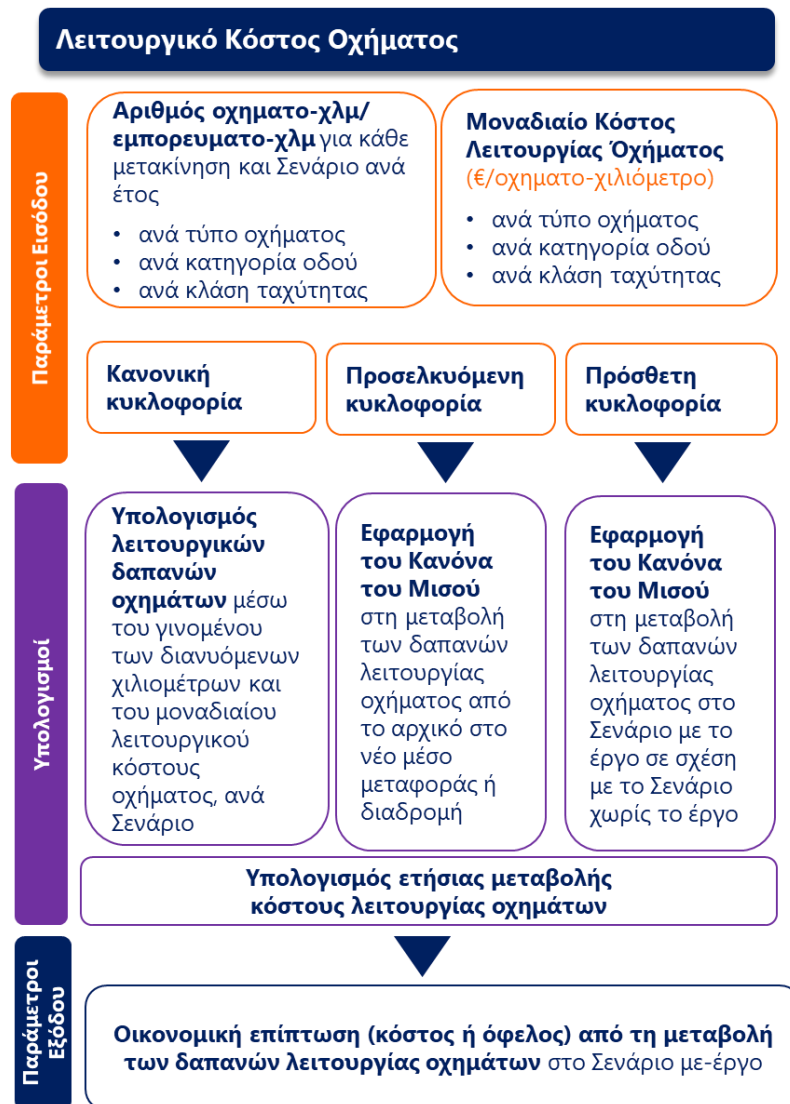 Λειτουργικό Κόστος Οχήματος
Παράμετροι Εισόδου
Αριθμός οχηματο-χλμ/
εμπορευματο-χλμ για κάθε
μετακίνηση και Σενάριο ανά
έτος
• ανά τύπο οχήματος
• ανά κατηγορία οδού
• ανά κλάση ταχύτητας
Μοναδιαίο Κόστος
Λειτουργίας Όχήματος
(€/οχηματο-χιλιόμετρο)
• ανά τύπο οχήματος
• ανά κατηγορία οδού
• ανά κλάση ταχύτητας
Κανονική
κυκλοφορία
Προσελκυόμενη
κυκλοφορία
Πρόσθετη
κυκλοφορία
Υπολογισμοί
Υπολογισμός
λειτουργικών
δαπανών
οχημάτων μέσω
του γινομένου
των διανυόμενων
χιλιομέτρων και
του μοναδιαίου
λειτουργικού
κόστους
οχήματος, ανά
Σενάριο
Εφαρμογή
του Κανόνα
του Μισού
στη μεταβολή
των δαπανών
λειτουργίας
οχήματος από
το αρχικό στο
νέο μέσο
μεταφοράς ή
διαδρομή
Εφαρμογή
του Κανόνα
του Μισού
στη μεταβολή
των δαπανών
λειτουργίας
οχήματος στο
Σενάριο με το
έργο σε σχέση
με το Σενάριο
χωρίς το έργο
Υπολογισμός ετήσιας μεταβολής
κόστους λειτουργίας οχημάτων
Παράμετροι
Εξόδου
Οικονομική επίπτωση (κόστος ή όφελος) από τη μεταβολή
των δαπανών λειτουργίας οχημάτων στο Σενάριο με-έργο